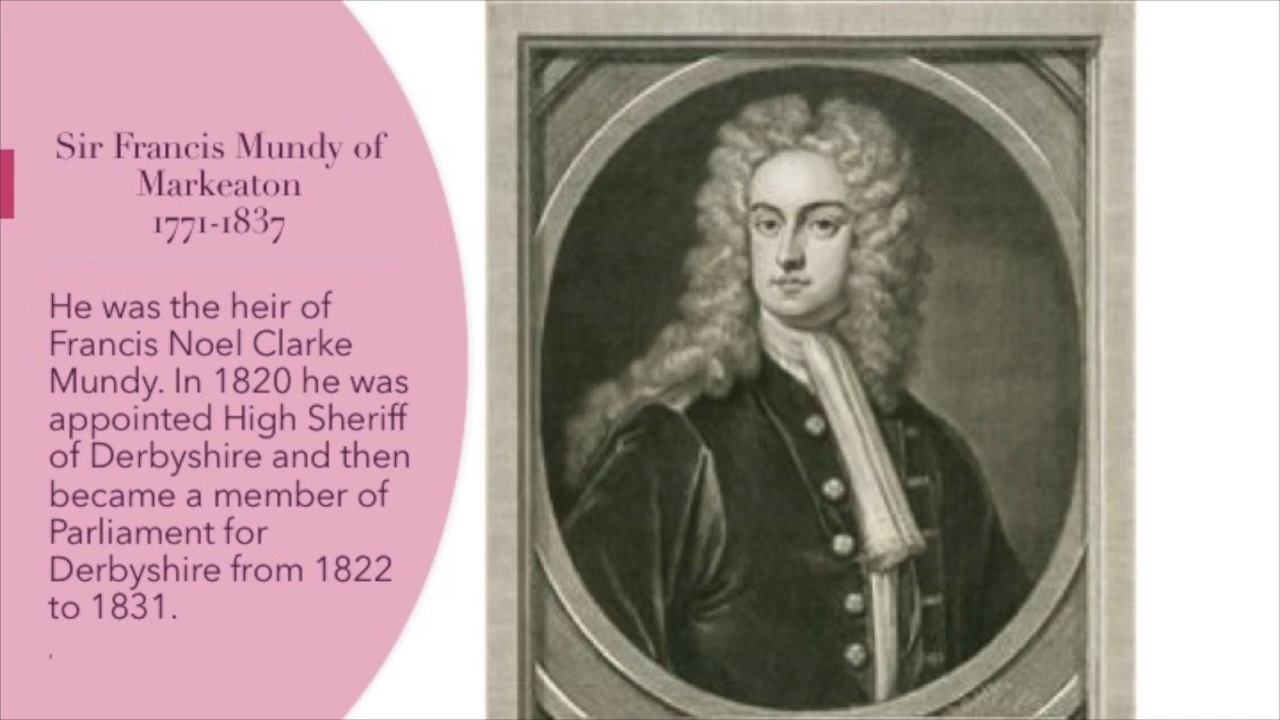 Sir Francis Mundy of
Markeaton
1771-1837
He was the heir of
Francis Noel Clarke
Mundy. In 1820 he was
appointed High Sheriff
of Derbyshire and then
became a member of
Parliament for
Derbyshire from 1822
to 1831.
,